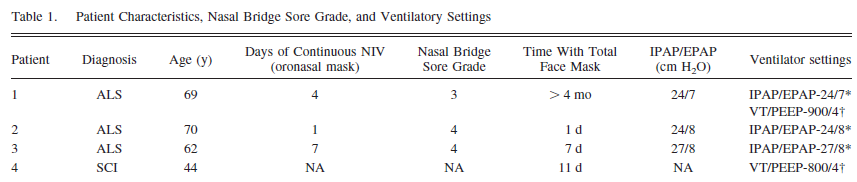 Table 1. Patient Characteristics, Nasal Bridge Sore Grade, and Ventilatory Settings
Patient Diagnosis Age (y) Days of Continuous NIV (oronasal mask) Nasal Bridge Sore Grade Time With Total Face Mask IPAP/EPAP (cm H₂O) Ventilator settings
1 ALS 69 4 3 > 4 mo 24/7 IPAP/EPAP-24/7*
VT/PEEP-900/4†
2 ALS 70 1 4 1 d 24/8 IPAP/EPAP-24/8*
3 ALS 62 7 4 7 d 27/8 IPAP/EPAP-27/8*
4 SCI 44 NA NA 11 d NA VT/PEEP-800/4†